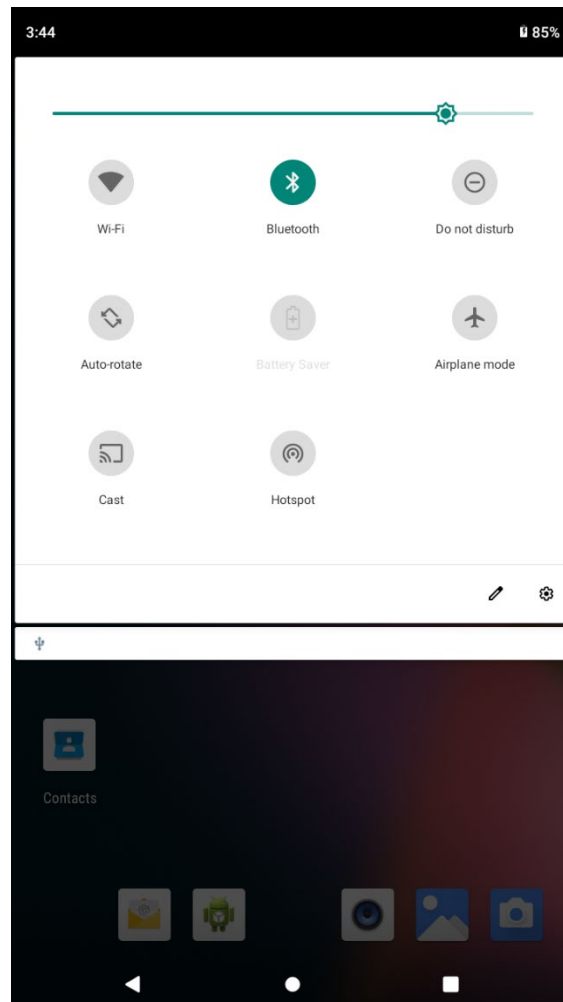 3:44 85%
Wi-Fi Bluetooth Do not disturb
Auto-rotate Battery Saver Airplane mode
Cast Hotspot
Contacts